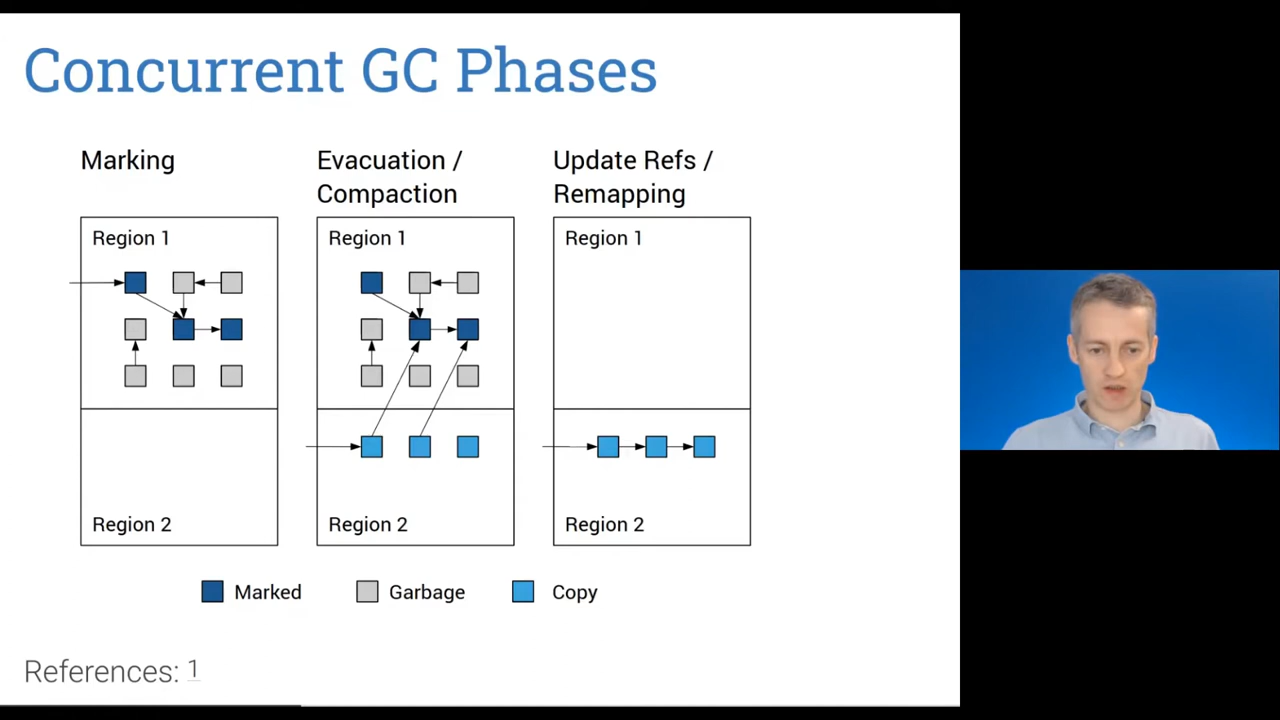 Concurrent GC Phases
Marking
Evacuation /
Compaction
Update Refs /
Remapping
Region 1
Region 1
Region 1
Region 2
Region 2
Region 2
Marked
Garbage
Copy
References: 1